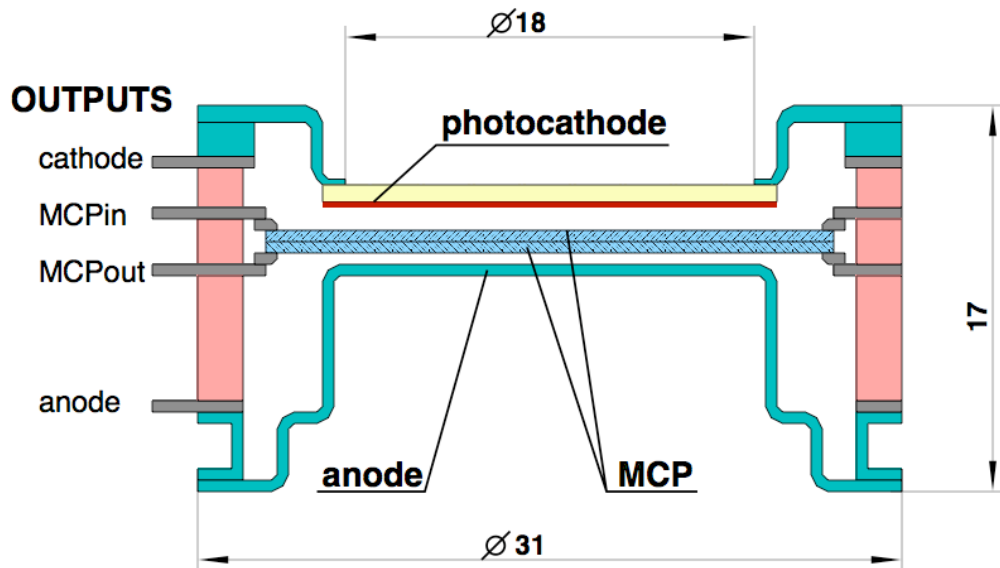 ⌀18
OUTPUTS
photocathode
cathode
MCPin
MCPout
17
anode
anode
MCP
⌀31